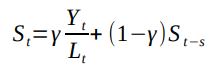 S_t = γ Y_t / L_t + (1−γ) S_{t−s}